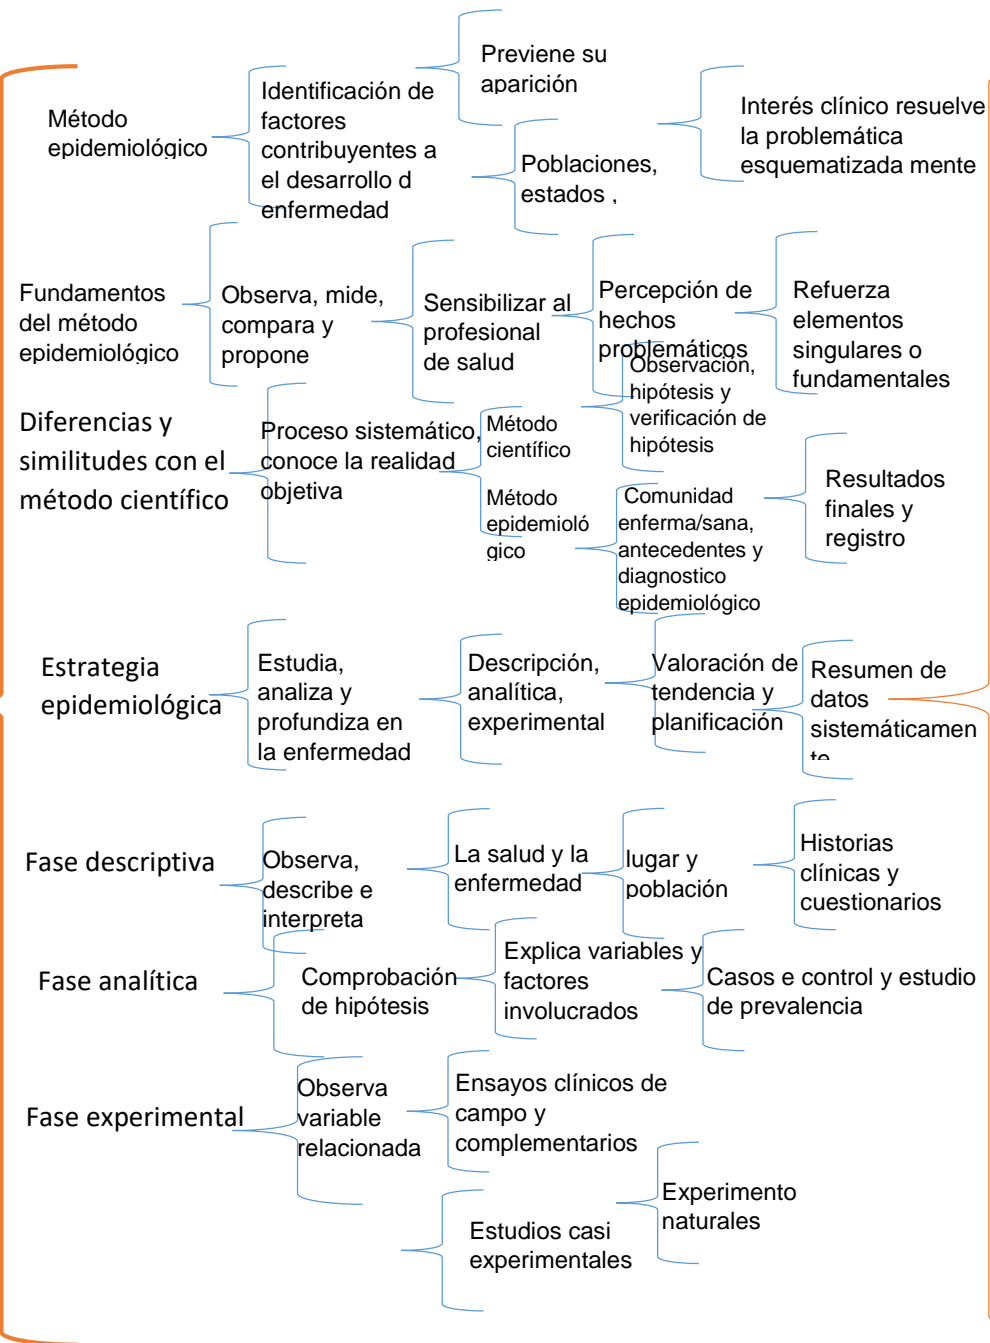 Método
epidemiológico
Identificación de
factores
contribuyentes a
el desarrollo d
enfermedad
Previene su
aparición
Poblaciones,
estados ,
Interés clínico resuelve
la problemática
esquematizada mente
Fundamentos
del método
epidemiológico
Observa, mide,
compara y
propone
Sensibilizar al
profesional
de salud
Percepción de
hechos
problemáticos
Refuerza
elementos
singulares o
fundamentales
Diferencias y
similitudes con el
método científico
Proceso sistemático,
conoce la realidad
objetiva
Método
científico
Observación,
hipótesis y
verificación de
hipótesis
Método
epidemioló
gico
Comunidad
enferma/sana,
antecedentes y
diagnostico
epidemiológico
Resultados
finales y
registro
Estrategia
epidemiológica
Estudia,
analiza y
profundiza en
la enfermedad
Descripción,
analítica,
experimental
Valoración de
tendencia y
planificación
Resumen de
datos
sistemáticamen
te
Fase descriptiva
Observa,
describe e
interpreta
La salud y la
enfermedad
lugar y
población
Historias
clínicas y
cuestionarios
Fase analítica
Comprobación
de hipótesis
Explica variables y
factores
involucrados
Casos e control y estudio
de prevalencia
Fase experimental
Observa
variable
relacionada
Ensayos clínicos de
campo y
complementarios
Estudios casi
experimentales
Experimento
naturales